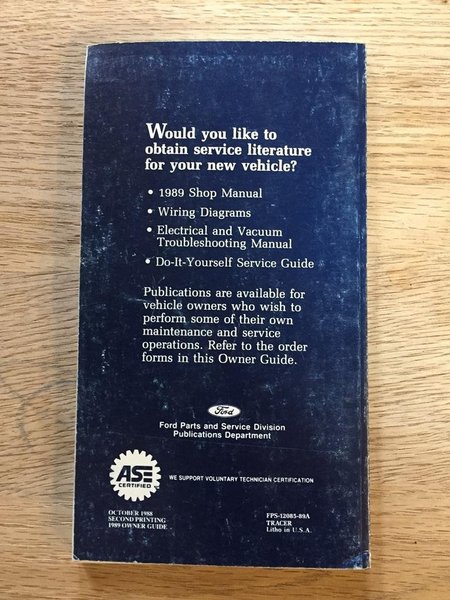 Would you like to
obtain service literature
for your new vehicle?
• 1989 Shop Manual
• Wiring Diagrams
• Electrical and Vacuum
Troubleshooting Manual
• Do-It-Yourself Service Guide
Publications are available for
vehicle owners who wish to
perform some of their own
maintenance and service
operations. Refer to the order
forms in this Owner Guide.
Ford
Ford Parts and Service Division
Publications Department
ASE
CERTIFIED
WE SUPPORT VOLUNTARY TECHNICIAN CERTIFICATION
OCTOBER 1988
SECOND PRINTING
1989 OWNER GUIDE
FPS-12085-89A
TRACER
Litho in U.S.A.